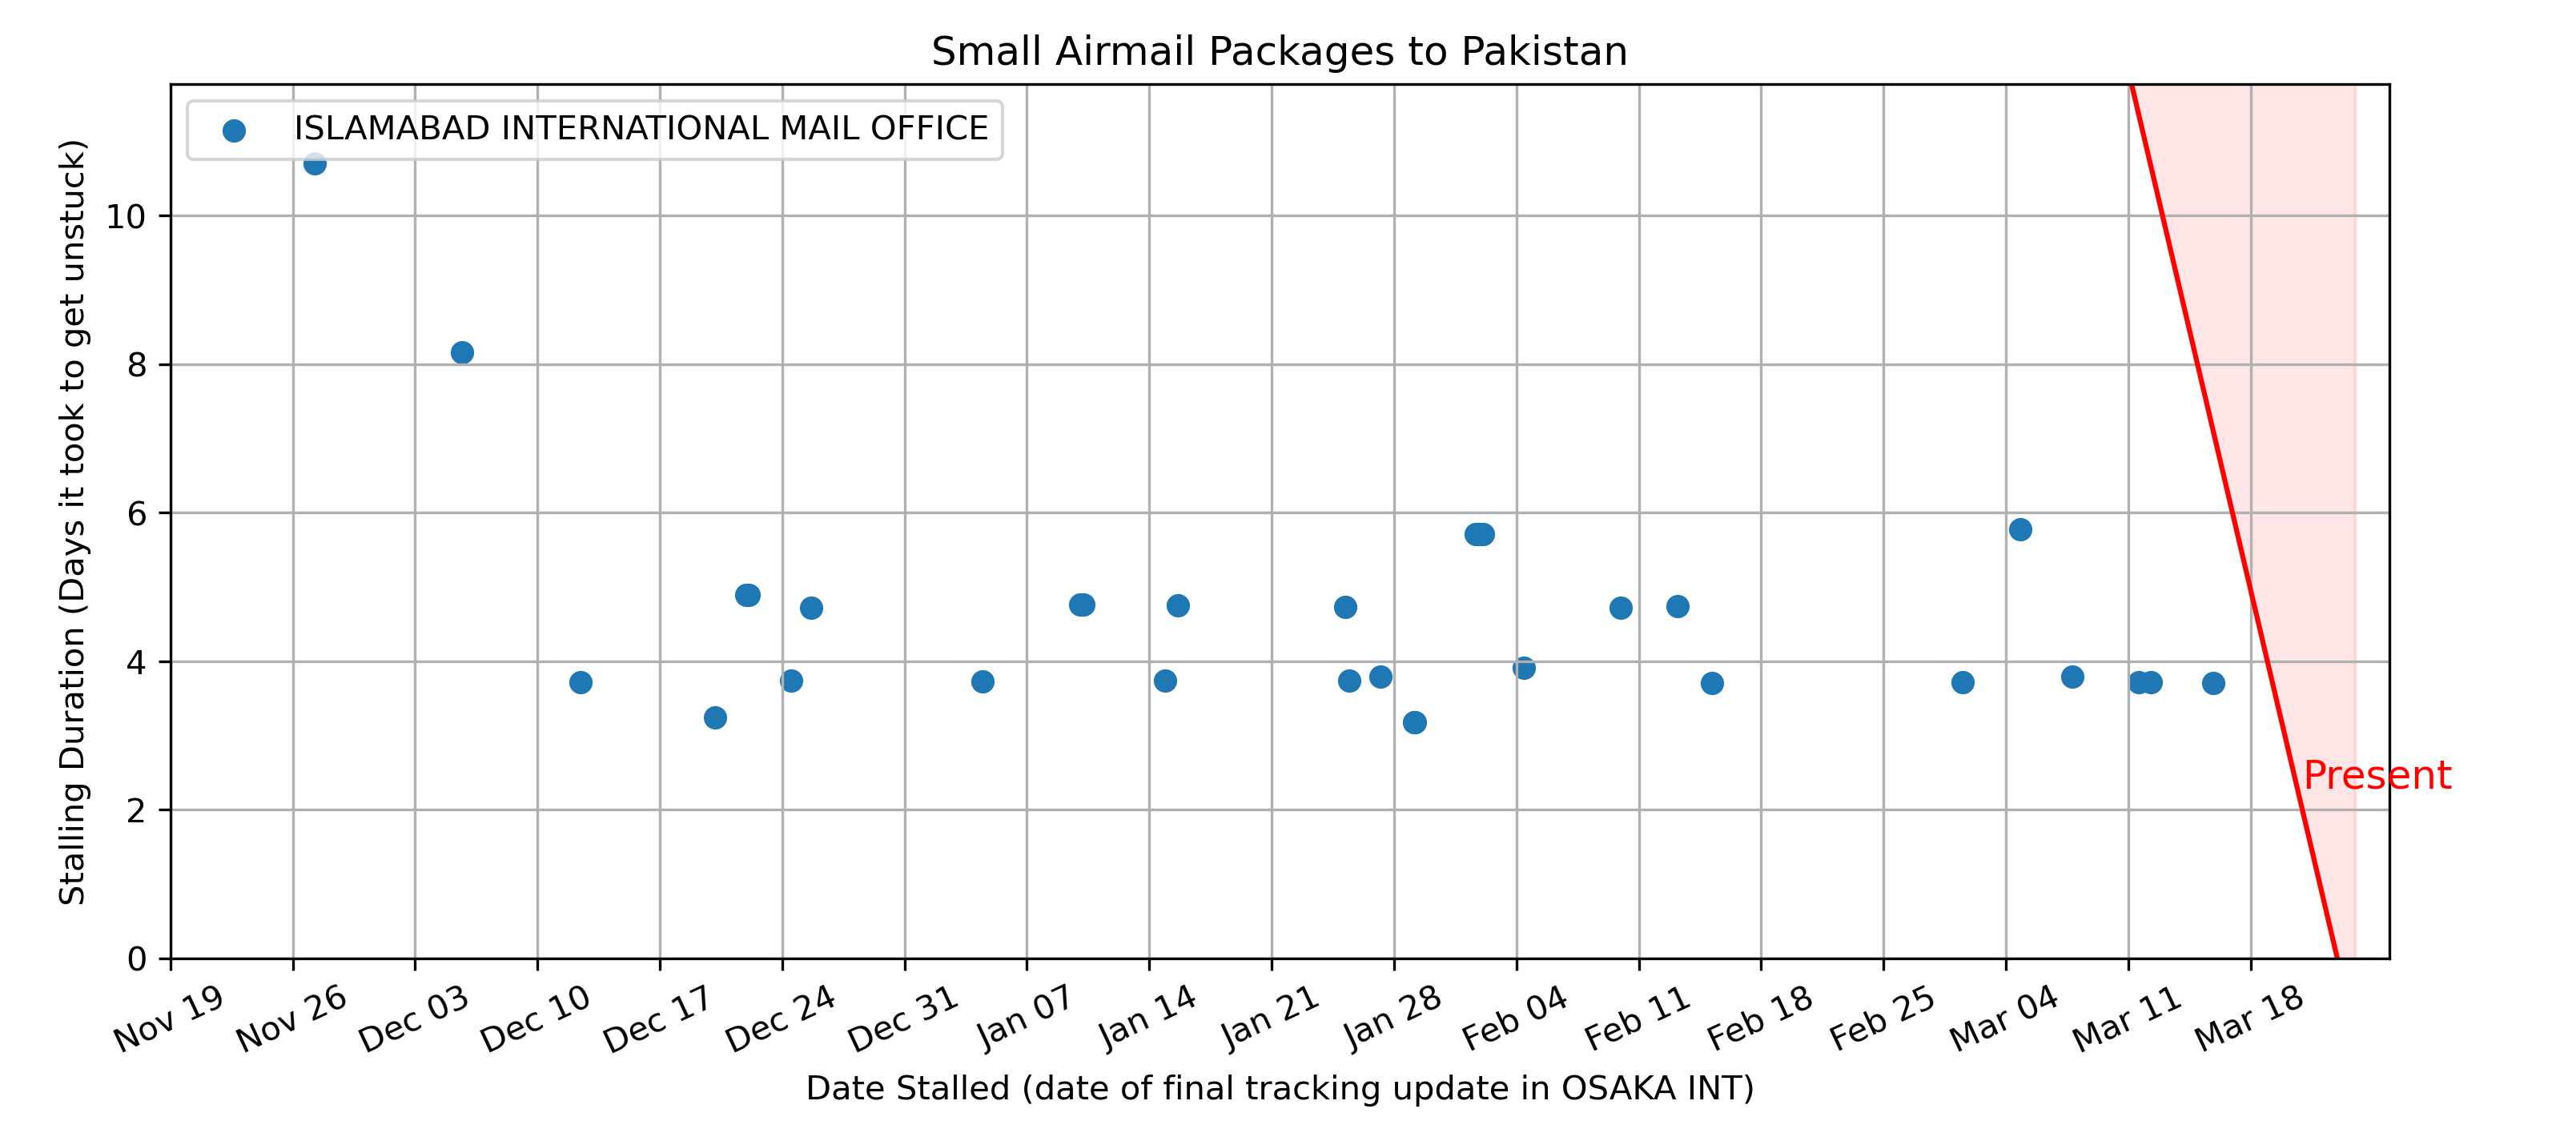 Small Airmail Packages to Pakistan
ISLAMABAD INTERNATIONAL MAIL OFFICE
Stalling Duration (Days it took to get unstuck)
10
8
6
4
2
0
Present
Nov 19
Nov 26
Dec 03
Dec 10
Dec 17
Dec 24
Dec 31
Jan 07
Jan 14
Jan 21
Jan 28
Feb 04
Feb 11
Feb 18
Feb 25
Mar 04
Mar 11
Mar 18
Date Stalled (date of final tracking update in OSAKA INT)